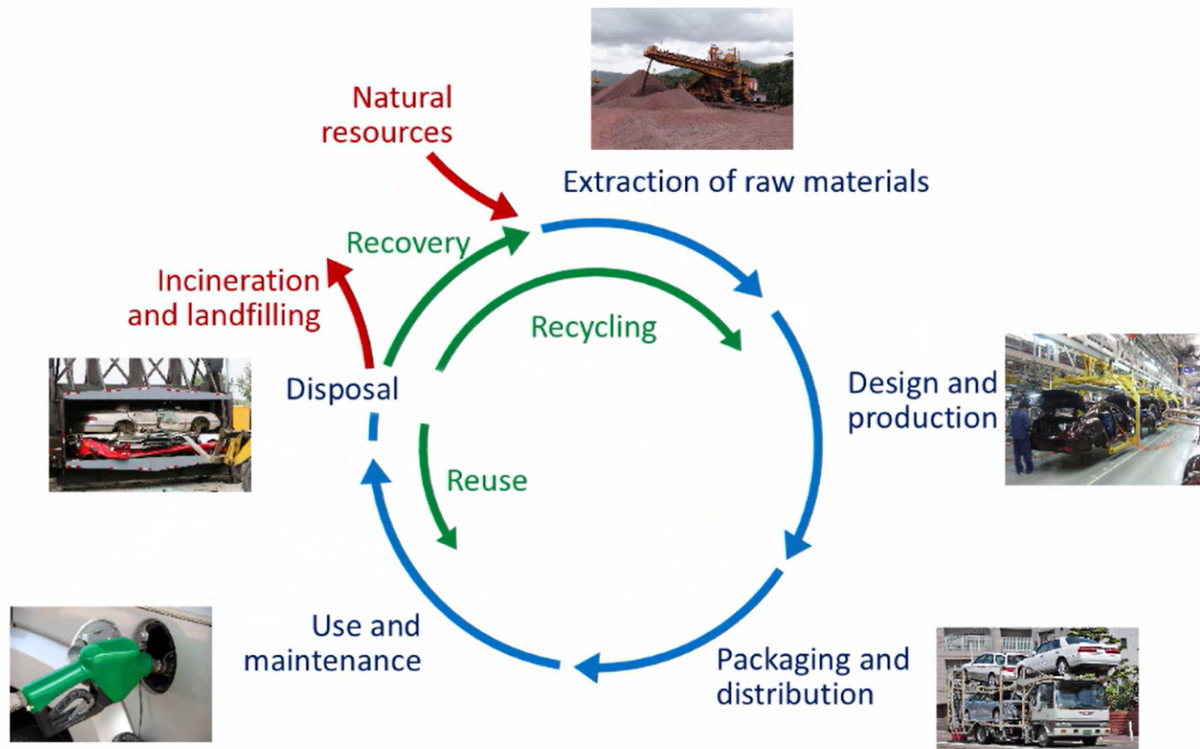 Natural
resources
Extraction of raw materials
Recovery
Incineration
and landfilling
Recycling
Disposal
Design and
production
Reuse
Use and
maintenance
Packaging and
distribution